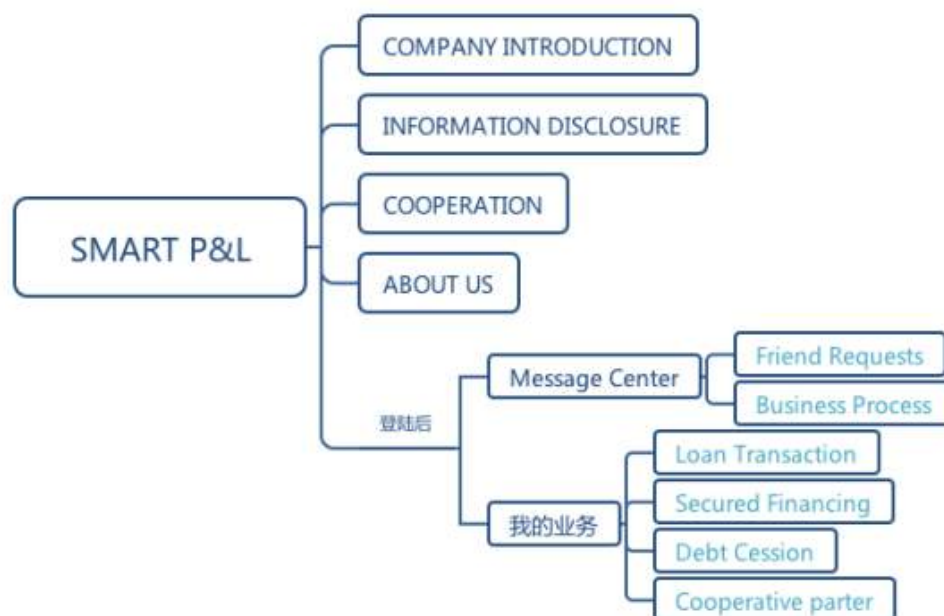 COMPANY INTRODUCTION
INFORMATION DISCLOSURE
COOPERATION
SMART P&L
ABOUT US
Friend Requests
Message Center
Business Process
登陆后
Loan Transaction
Secured Financing
我的业务
Debt Cession
Cooperative parter